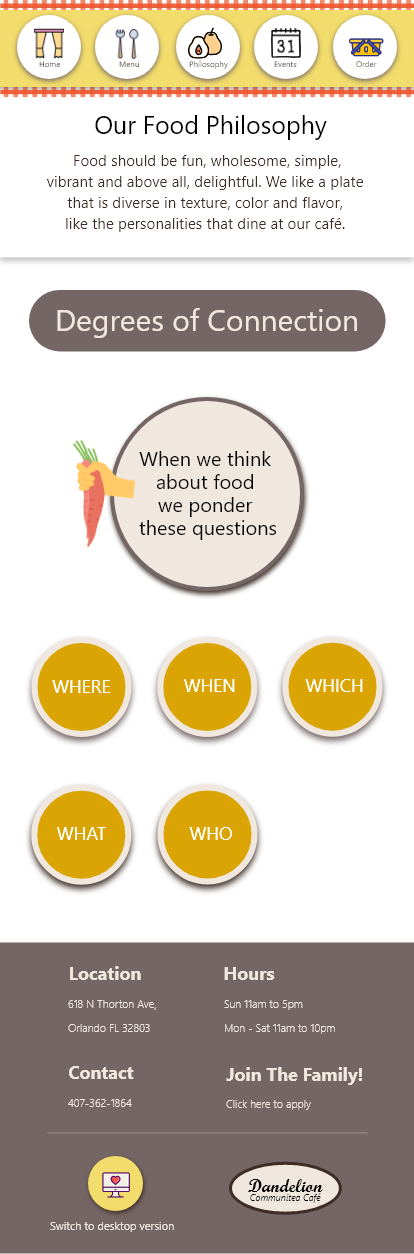 Home
Menu
Philosophy
31
Events
Order
Our Food Philosophy
Food should be fun, wholesome, simple,
vibrant and above all, delightful. We like a plate
that is diverse in texture, color and flavor,
like the personalities that dine at our café.
Degrees of Connection
When we think
about food
we ponder
these questions
WHERE
WHEN
WHICH
WHAT
WHO
Location
618 N Thorton Ave,
Orlando FL 32803
Hours
Sun 11am to 5pm
Mon - Sat 11am to 10pm
Contact
407-362-1864
Join The Family!
Click here to apply
Switch to desktop version
Dandelion
Communitea Café